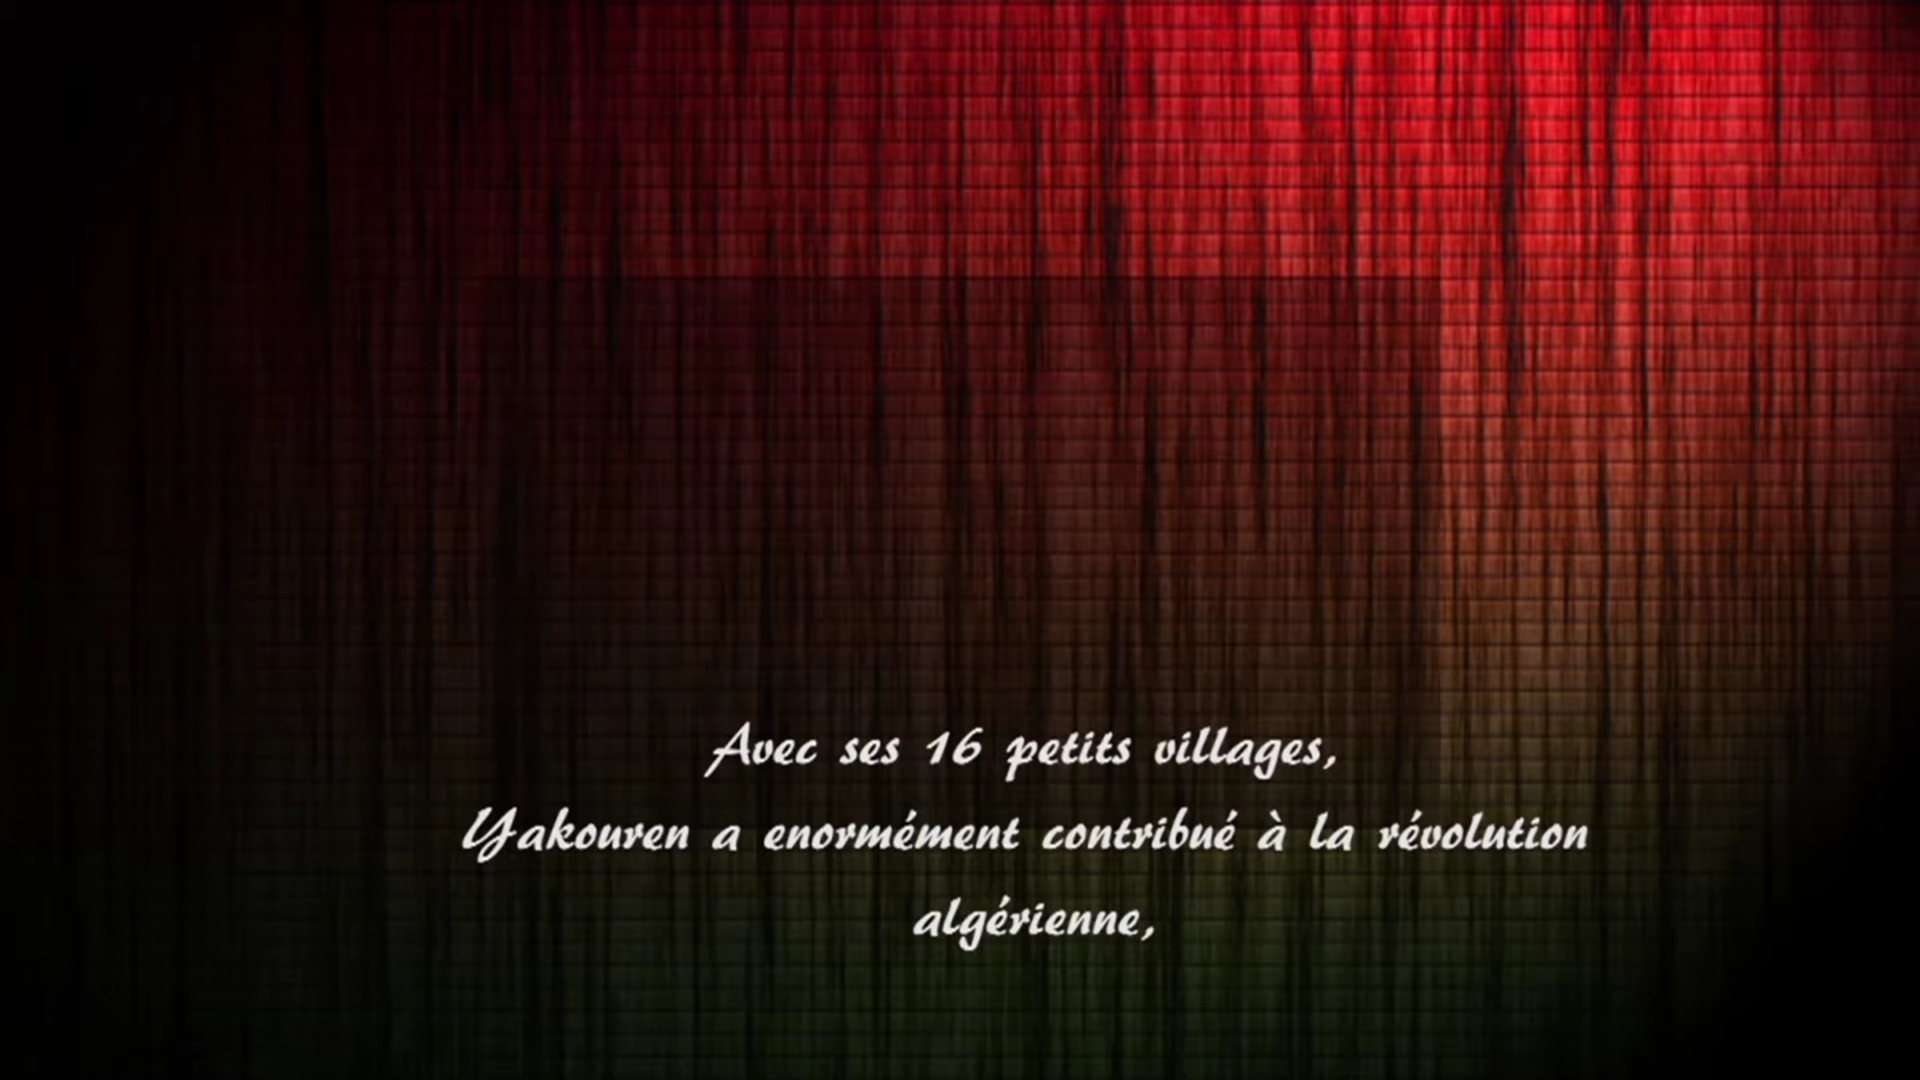 Avec ses 16 petits villages,
Yakouren a enormément contribué à la révolution
algérienne,